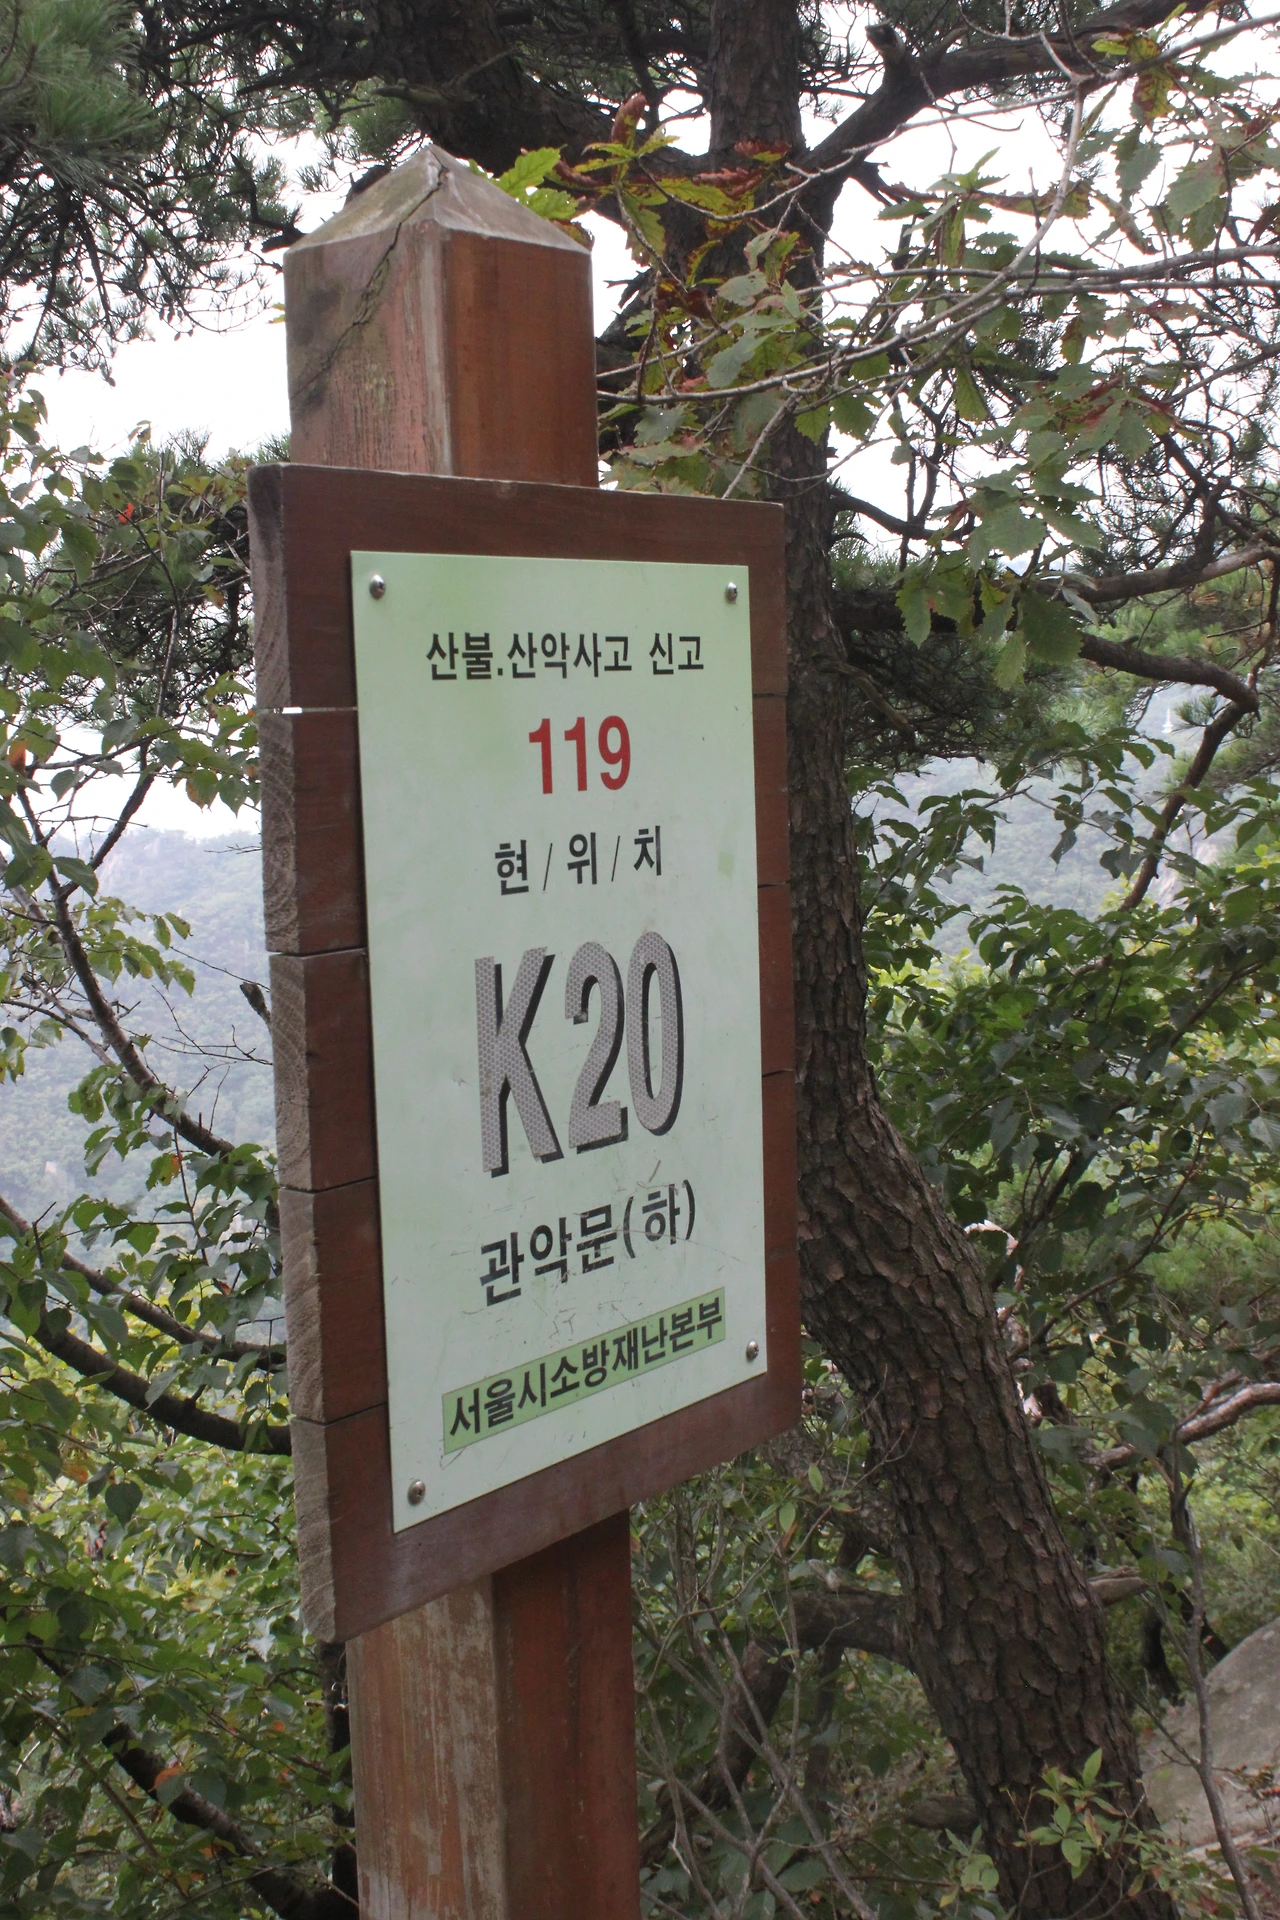 산불.산악사고 신고
119
현/위/치
K20
관악문(하)
서울시소방재난본부